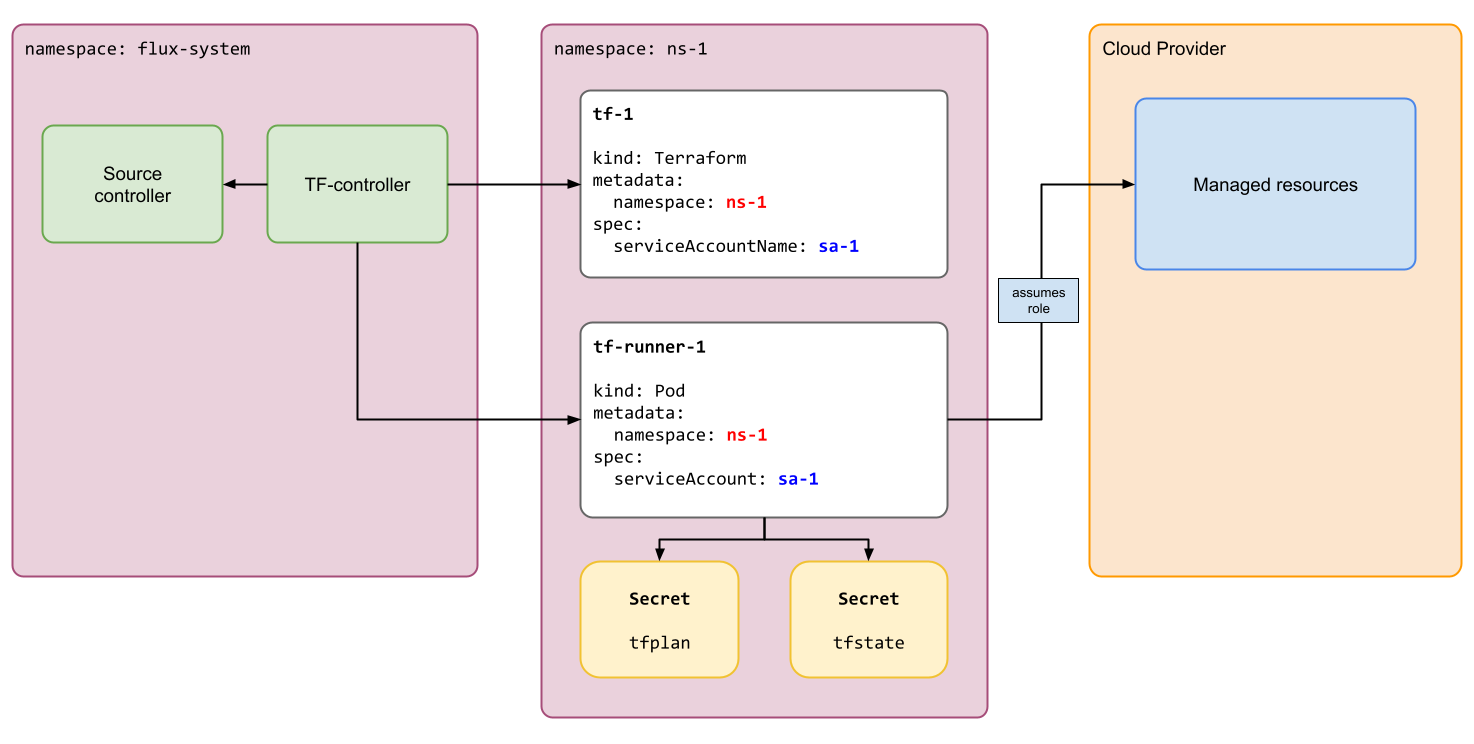 namespace: flux-system
Source
controller
TF-controller
namespace: ns-1
tf-1
kind: Terraform
metadata:
  namespace: ns-1
spec:
  serviceAccountName: sa-1
tf-runner-1
kind: Pod
metadata:
  namespace: ns-1
spec:
  serviceAccount: sa-1
Secret
tfplan
Secret
tfstate
assumes
role
Cloud Provider
Managed resources